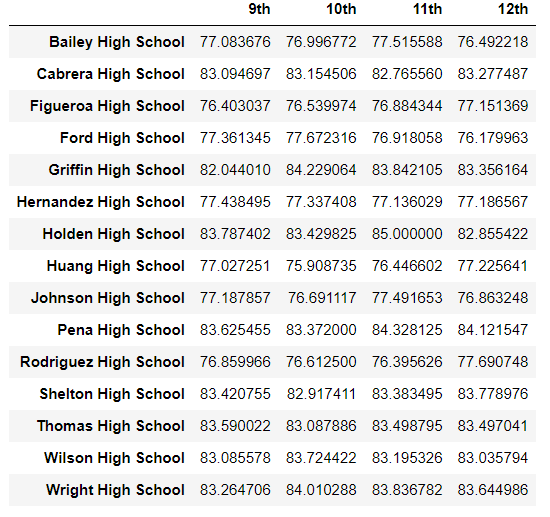 9th 10th 11th 12th
Bailey High School 77.083676 76.996772 77.515588 76.492218
Cabrera High School 83.094697 83.154506 82.765560 83.277487
Figueroa High School 76.403037 76.539974 76.884344 77.151369
Ford High School 77.361345 77.672316 76.918058 76.179963
Griffin High School 82.044010 84.229064 83.842105 83.356164
Hernandez High School 77.438495 77.337408 77.136029 77.186567
Holden High School 83.787402 83.429825 85.000000 82.855422
Huang High School 77.027251 75.908735 76.446602 77.225641
Johnson High School 77.187857 76.691117 77.491653 76.863248
Pena High School 83.625455 83.372000 84.328125 84.121547
Rodriguez High School 76.859966 76.612500 76.395626 77.690748
Shelton High School 83.420755 82.917411 83.383495 83.778976
Thomas High School 83.590022 83.087886 83.498795 83.497041
Wilson High School 83.085578 83.724422 83.195326 83.035794
Wright High School 83.264706 84.010288 83.836782 83.644986